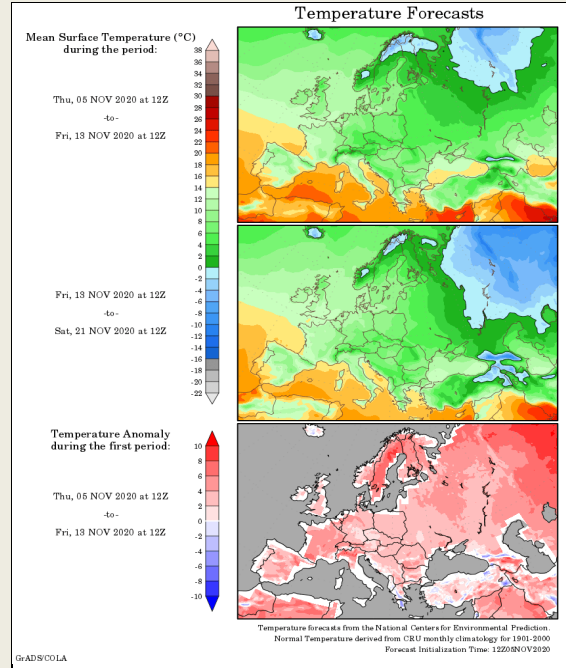 Temperature Forecasts
Mean Surface Temperature (°C)
during the period:
Thu, 05 NOV 2020 at 12Z
-to-
Fri, 13 NOV 2020 at 12Z
38
36
34
32
30
28
26
24
22
20
18
16
14
12
10
8
6
4
2
0
-2
-4
-6
-8
-10
-12
-14
-16
-18
-20
-22
Fri, 13 NOV 2020 at 12Z
-to-
Sat, 21 NOV 2020 at 12Z
Temperature Anomaly
during the first period:
Thu, 05 NOV 2020 at 12Z
-to-
Fri, 13 NOV 2020 at 12Z
10
8
6
4
2
0
-2
-4
-6
-8
-10
Temperature forecasts from the National Centers for Environmental Prediction.
Normal Temperature derived from CRU monthly climatology for 1901-2000
Forecast Initialization Time: 12Z05NOV2020
GrADS/COLA